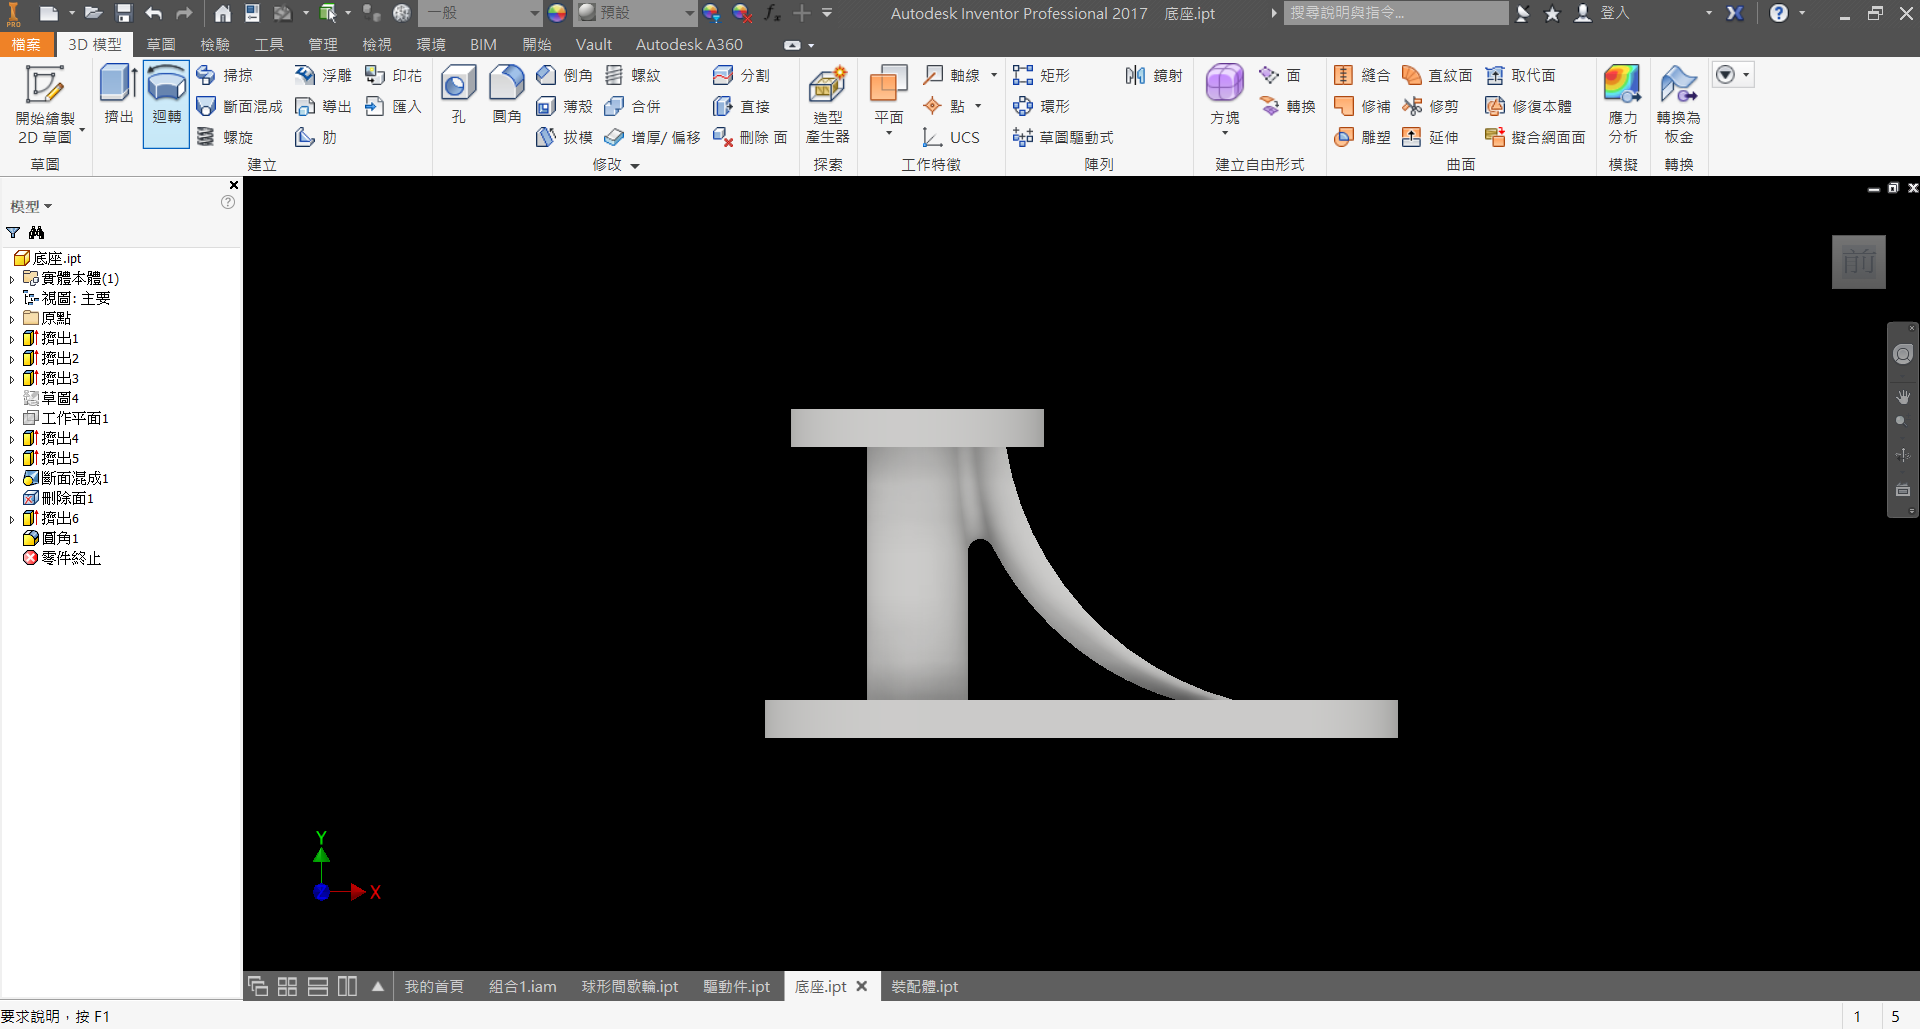 PRO 一般 預設 fx Autodesk Inventor Professional 2017 底座.ipt 搜尋說明與指令... 登入
檔案 3D 模型 草圖 檢驗 工具 管理 檢視 環境 BIM 開始 Vault Autodesk A360
開始繪製
2D 草圖
草圖
擠出 迴轉
掃掠 浮雕 印花
斷面混成 導出 匯入
螺旋 肋
建立
孔 圓角
倒角 螺紋 分割
薄殼 合併 直接
拔模 增厚/ 偏移 刪除 面
修改
造型
產生器
探索
平面
軸線
點
UCS
工作特徵
矩形 鏡射
環形
草圖驅動式
陣列
方塊
面
轉換
建立自由形式
縫合 直紋面 取代面
修補 修剪 修復本體
雕塑 延伸 擬合網面面
曲面
應力
分析
模擬
轉換為
板金
轉換
模型
底座.ipt
實體本體(1)
視圖: 主要
原點
擠出1
擠出2
擠出3
草圖4
工作平面1
擠出4
擠出5
斷面混成1
刪除面1
擠出6
圓角1
零件終止
前
Y
X
我的首頁 組合1.iam 球形間歇輪.ipt 驅動件.ipt 底座.ipt 裝配體.ipt
要求說明，按 F1
1 5